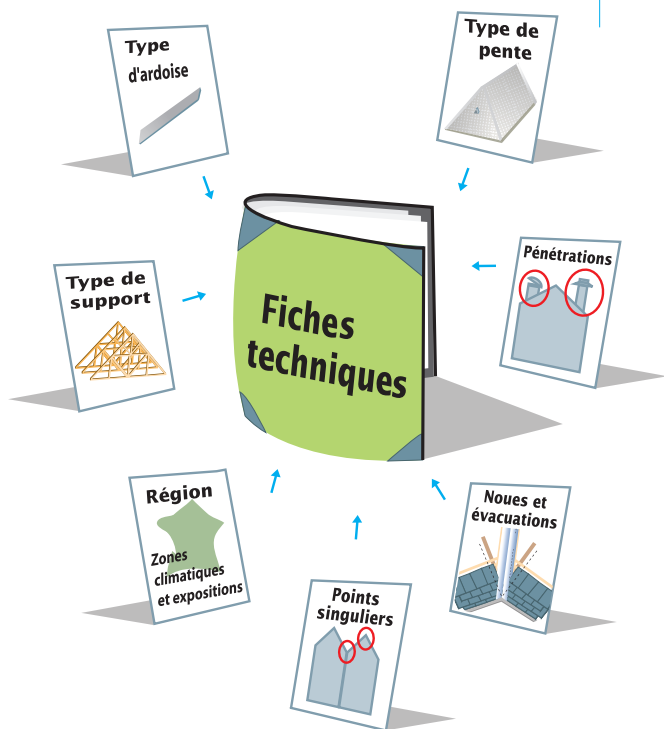 Type
d'ardoise
Type de
pente
Pénétrations
Type de
support
Fiches
techniques
Région
Zones
climatiques
et expositions
Noues et
évacuations
Points
singuliers